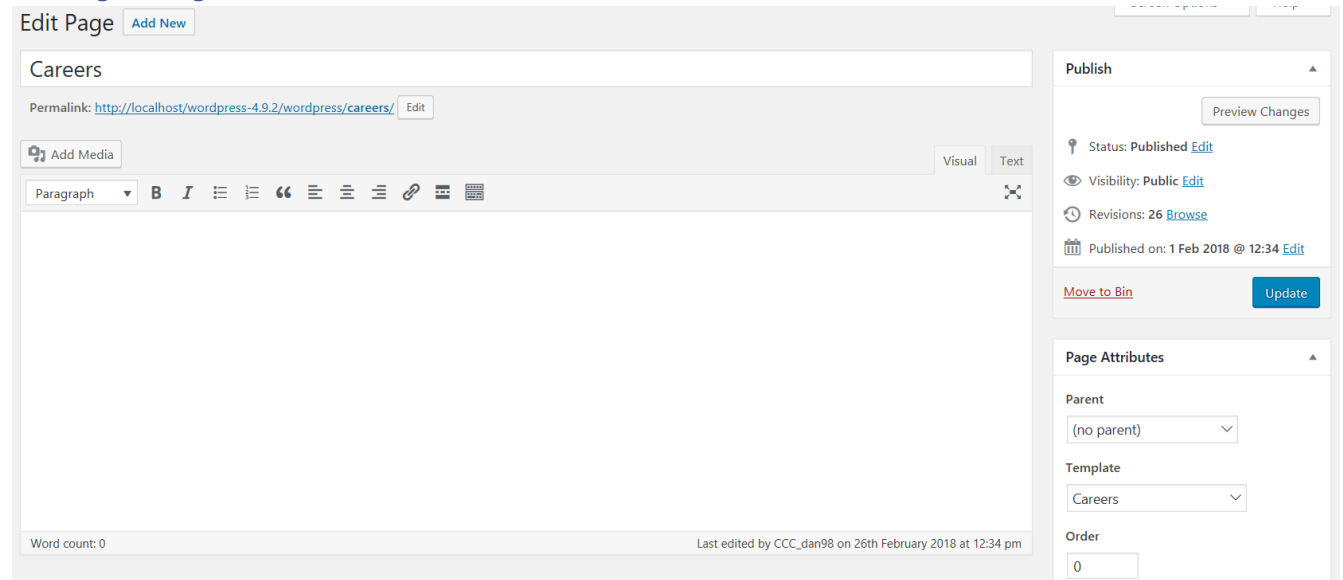 Edit Page Add New
Careers
Permalink: http://localhost/wordpress-4.9.2/wordpress/careers/ Edit
Add Media
Visual Text
Paragraph B I
Word count: 0 Last edited by CCC_dan98 on 26th February 2018 at 12:34 pm
Publish
Preview Changes
Status: Published Edit
Visibility: Public Edit
Revisions: 26 Browse
Published on: 1 Feb 2018 @ 12:34 Edit
Move to Bin Update
Page Attributes
Parent
(no parent)
Template
Careers
Order
0